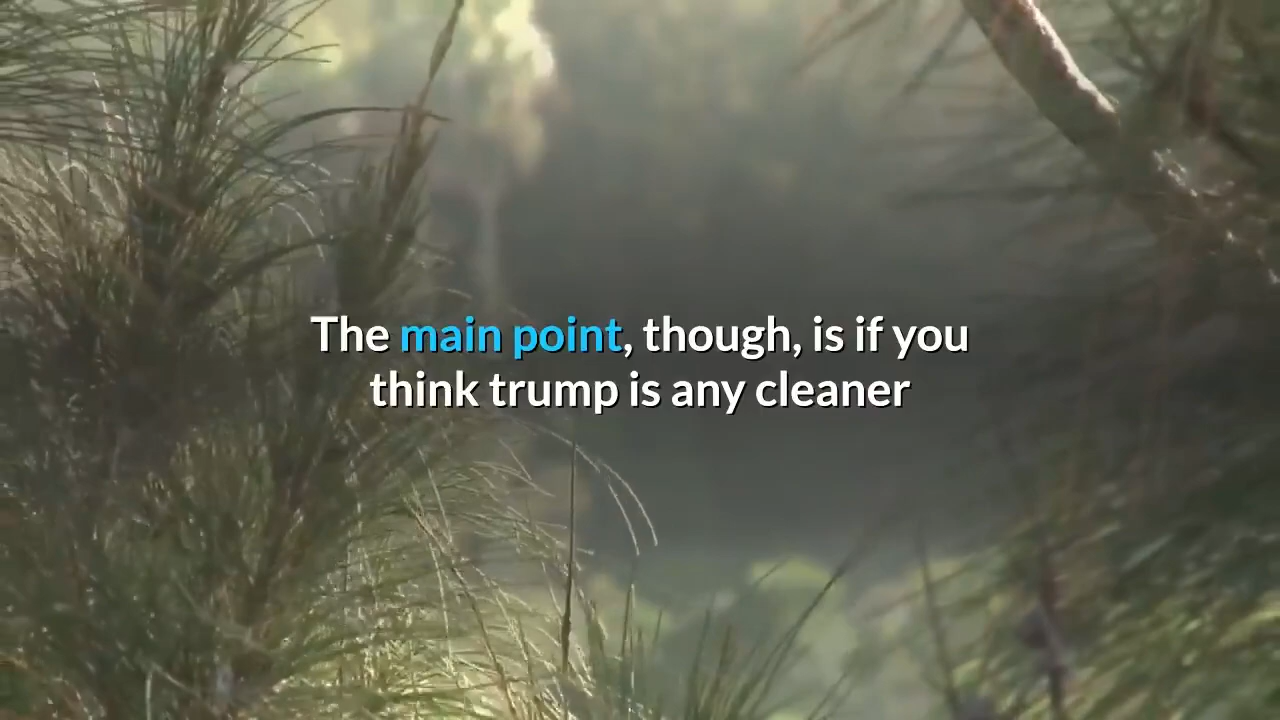 The main point, though, is if you
think trump is any cleaner